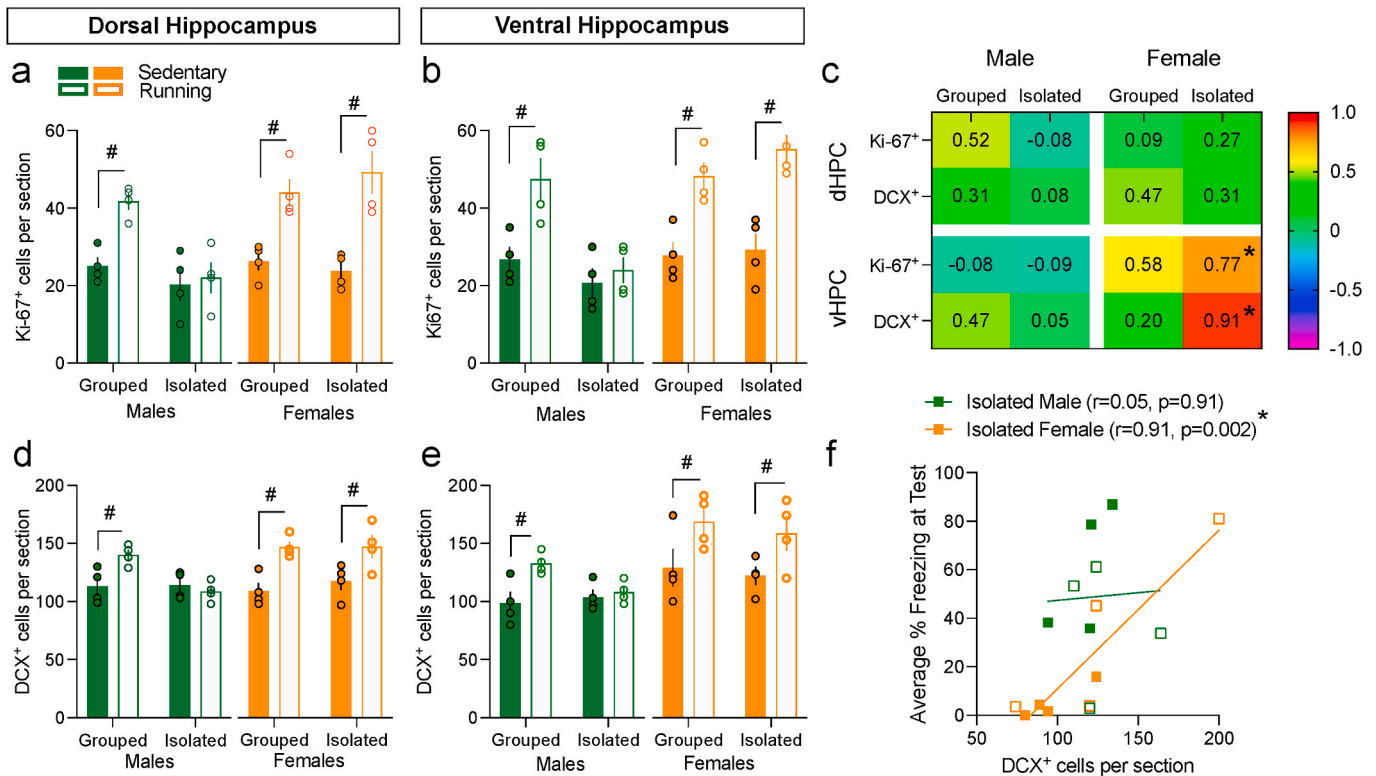 Dorsal Hippocampus
Ventral Hippocampus
a
Sedentary
Running
#
#
#
Ki-67⁺ cells per section
60
40
20
0
Grouped Isolated Grouped Isolated
Males Females
b
#
#
#
Ki67⁺ cells per section
60
40
20
0
Grouped Isolated Grouped Isolated
Males Females
c
Male Female
Grouped Isolated Grouped Isolated
dHPC
Ki-67⁺ 0.52 -0.08 0.09 0.27
DCX⁺ 0.31 0.08 0.47 0.31
vHPC
Ki-67⁺ -0.08 -0.09 0.58 0.77*
DCX⁺ 0.47 0.05 0.20 0.91*
1.0
0.5
0
-0.5
-1.0
d
#
#
#
DCX⁺ cells per section
200
150
100
50
0
Grouped Isolated Grouped Isolated
Males Females
e
#
#
#
DCX⁺ cells per section
200
150
100
50
0
Grouped Isolated Grouped Isolated
Males Females
Isolated Male (r=0.05, p=0.91)
Isolated Female (r=0.91, p=0.002)*
f
Average % Freezing at Test
100
80
60
40
20
0
50 100 150 200
DCX⁺ cells per section